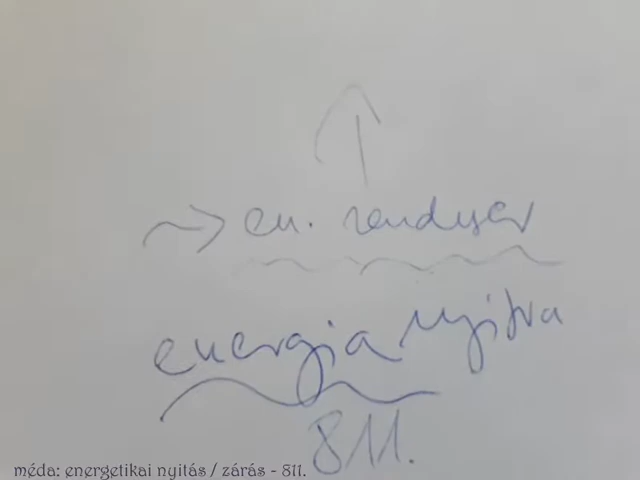 → en. rendszer
energia nyitva
811.
méda: energetikai nyitás / zárás - 811.